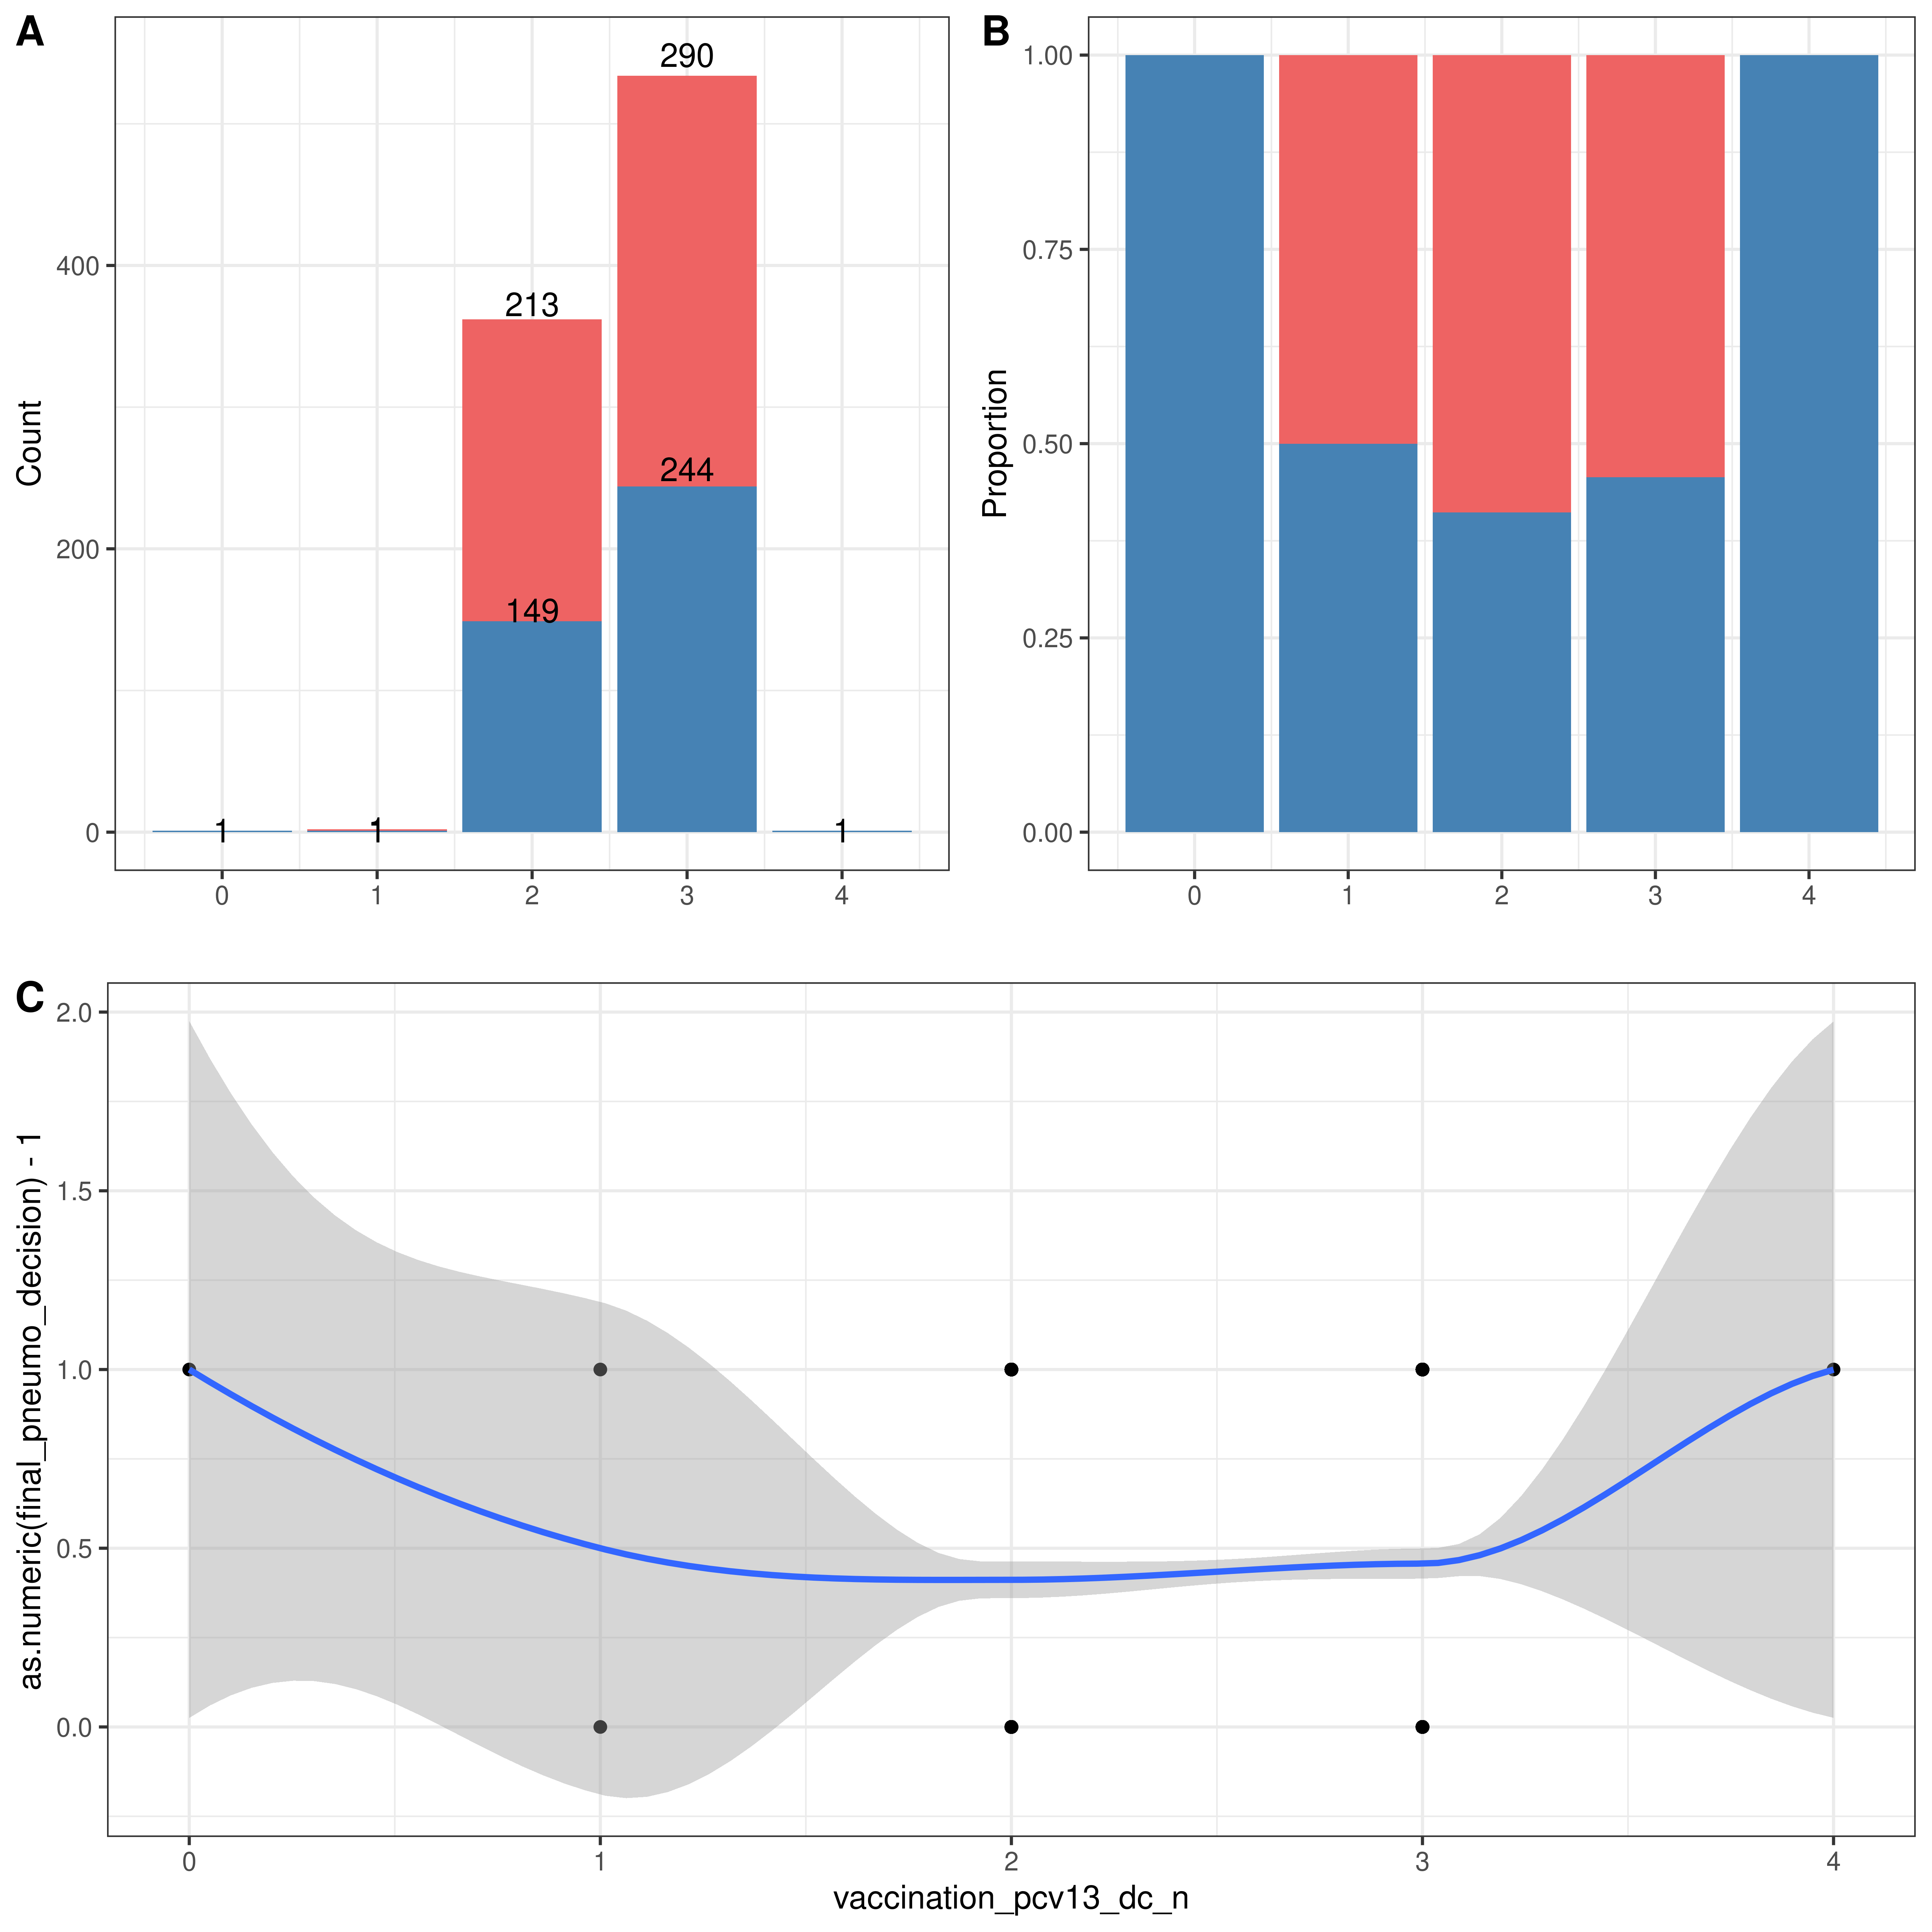 A
Count
400
200
0
290
213
244
149
1
1
1
0 1 2 3 4
B
Proportion
1.00
0.75
0.50
0.25
0.00
0 1 2 3 4
C
as.numeric(final_pneumo_decision) - 1
2.0
1.5
1.0
0.5
0.0
0 1 2 3 4
vaccination_pcv13_dc_n